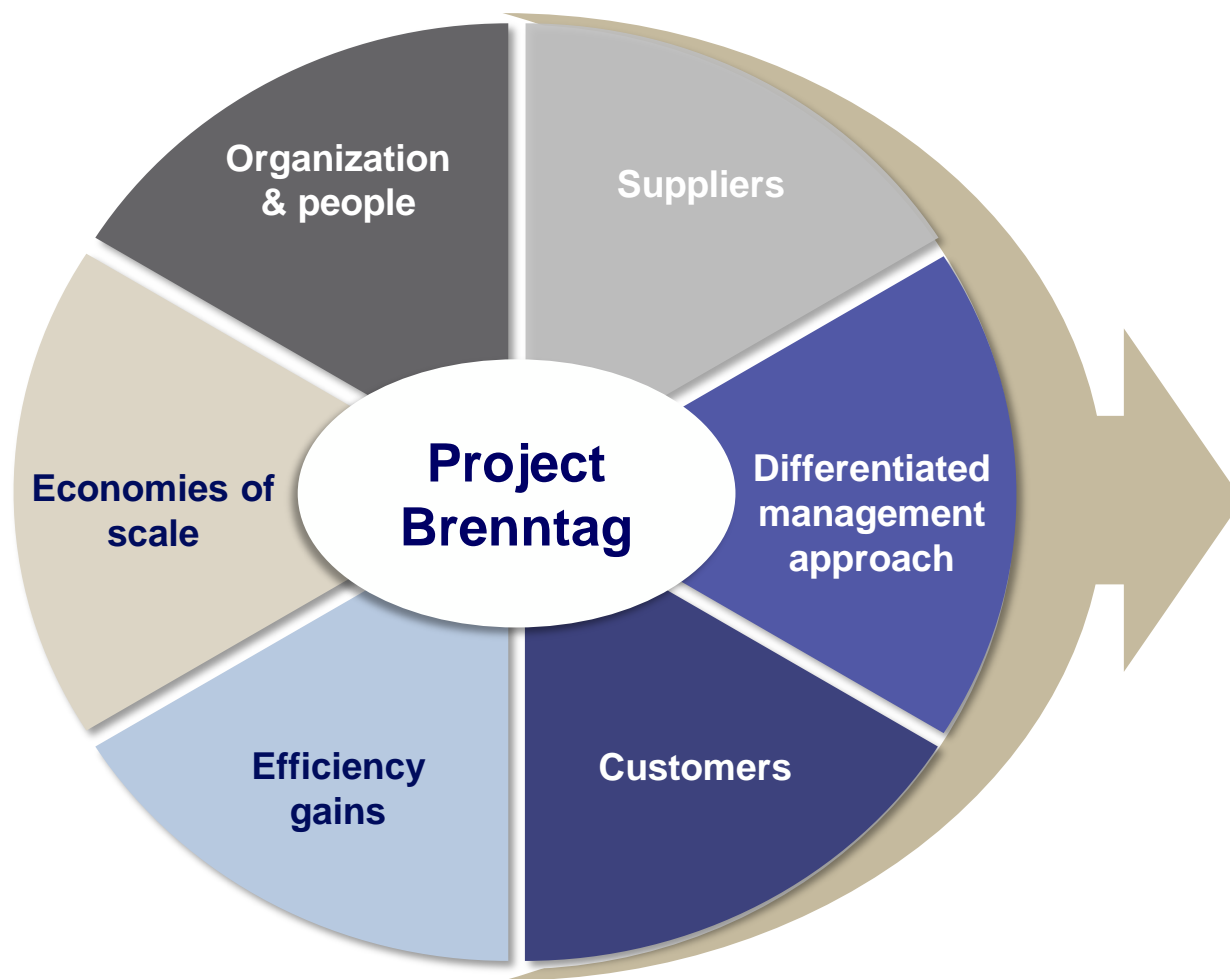 Organization
& people
Suppliers
Economies of
scale
Project
Brenntag
Differentiated
management
approach
Efficiency
gains
Customers